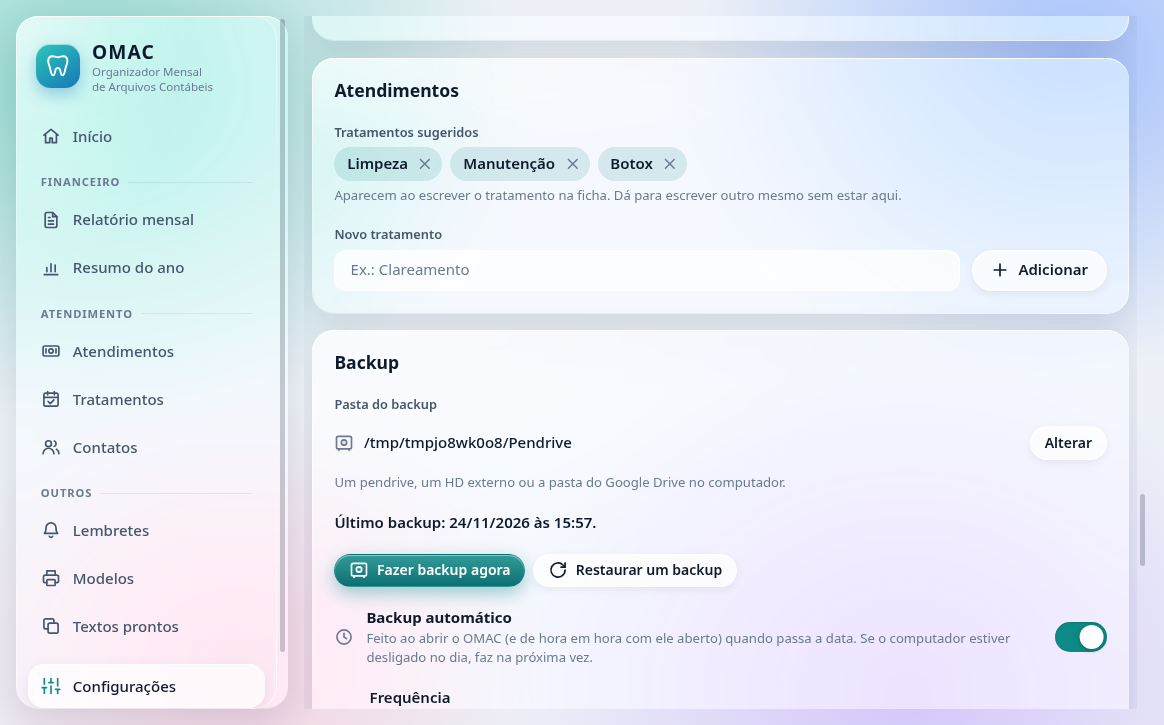 OMAC
Organizador Mensal
de Arquivos Contábeis
Início
FINANCEIRO
Relatório mensal
Resumo do ano
ATENDIMENTO
Atendimentos
Tratamentos
Contatos
OUTROS
Lembretes
Modelos
Textos prontos
Configurações
Atendimentos
Tratamentos sugeridos
Limpeza
Manutenção
Botox
Aparecem ao escrever o tratamento na ficha. Dá para escrever outro mesmo sem estar aqui.
Novo tratamento
Ex.: Clareamento
Adicionar
Backup
Pasta do backup
/tmp/tmpjo8wk0o8/Pendrive
Alterar
Um pendrive, um HD externo ou a pasta do Google Drive no computador.
Último backup: 24/11/2026 às 15:57.
Fazer backup agora
Restaurar um backup
Backup automático
Feito ao abrir o OMAC (e de hora em hora com ele aberto) quando passa a data. Se o computador estiver
desligado no dia, faz na próxima vez.
Frequência